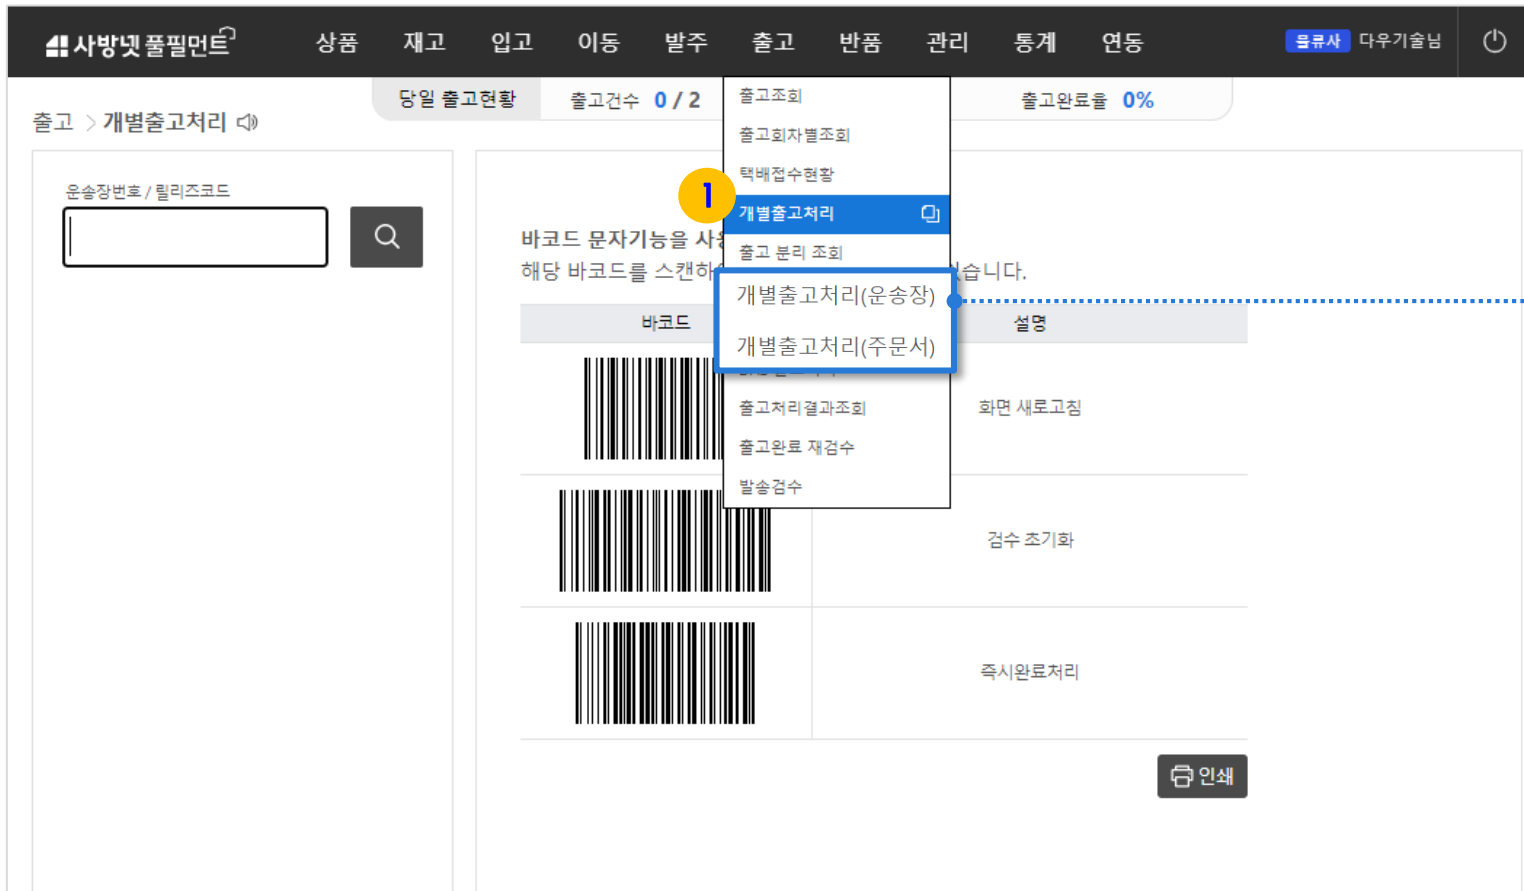 사방넷 풀필먼트
상품 재고 입고 이동 발주 출고 반품 관리 통계 연동
물류사 다우기술님
당일 출고현황 출고건수 0 / 2 출고완료율 0%
출고 > 개별출고처리
운송장번호 / 릴리즈코드
출고조회
출고회차별조회
택배접수현황
1
개별출고처리
출고 분리 조회
개별출고처리(운송장)
개별출고처리(주문서)
출고처리결과조회
출고완료 재검수
발송검수
바코드 문자기능을
해당 바코드를 습니다.
바코드 설명
화면 새로고침
검수 초기화
즉시완료처리
인쇄